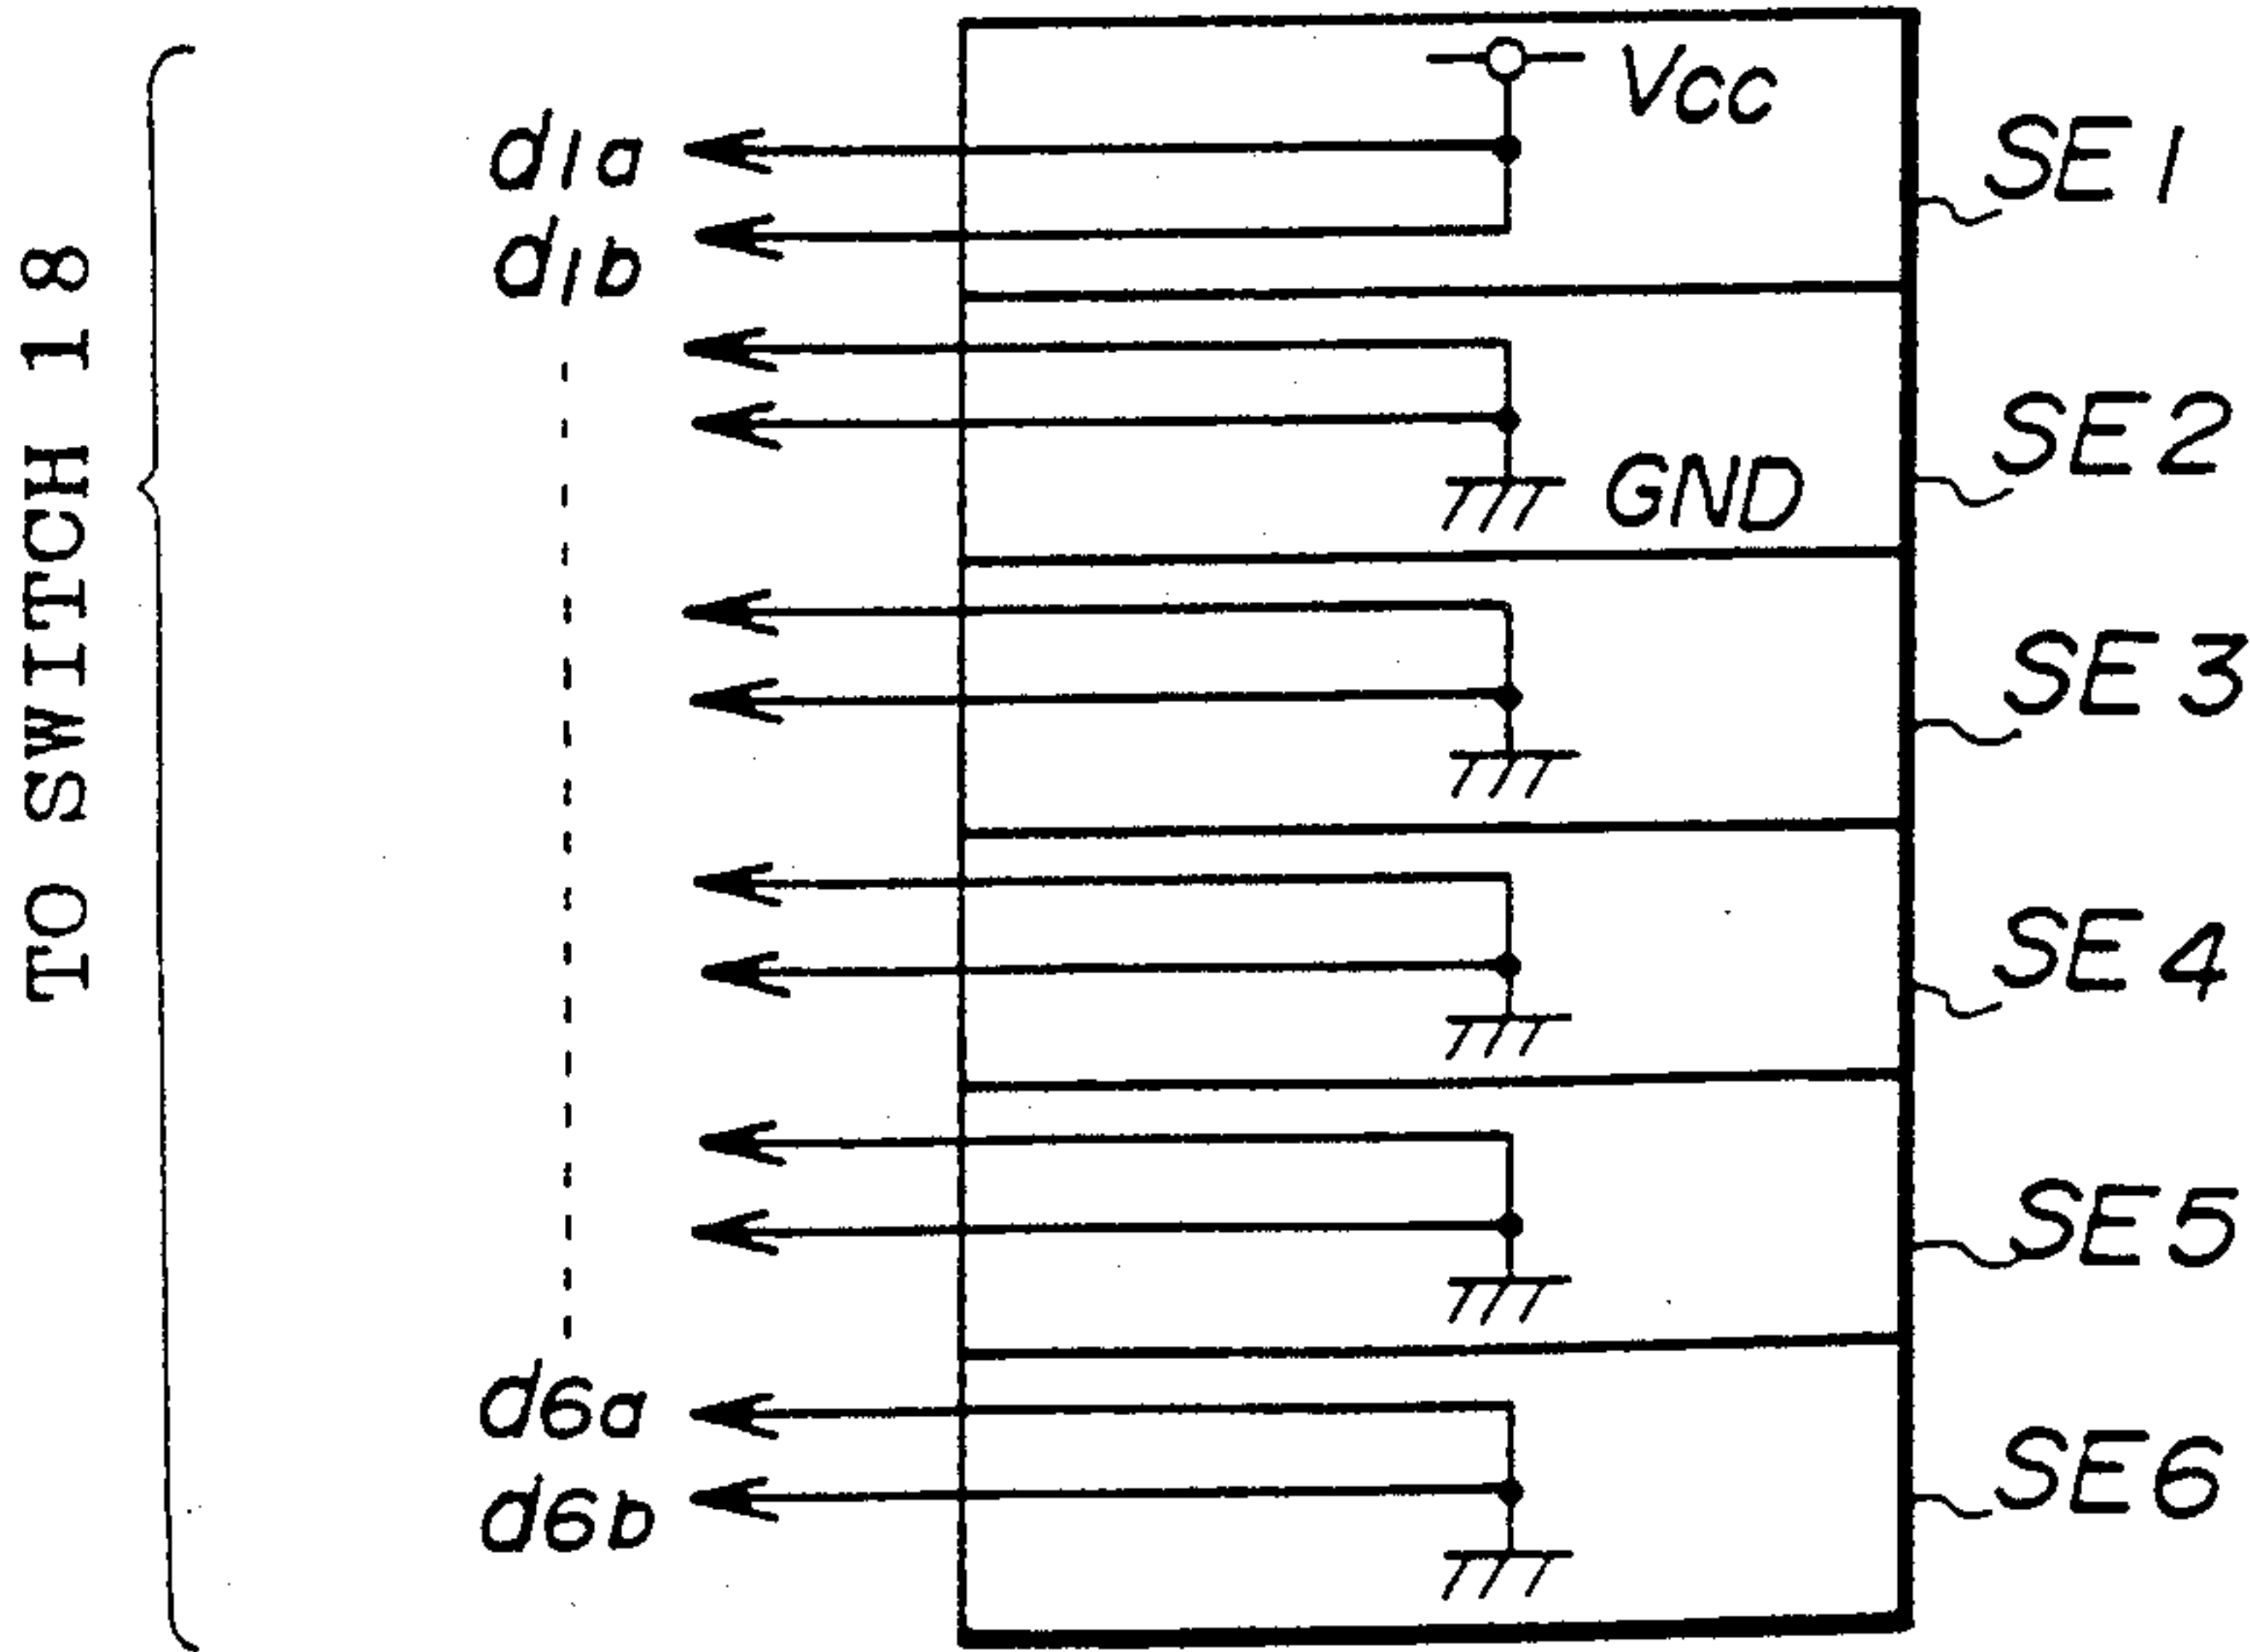 TO SWITCH 18
d1a
d1b
d6a
d6b
Vcc
GND
SE1
SE2
SE3
SE4
SE5
SE6